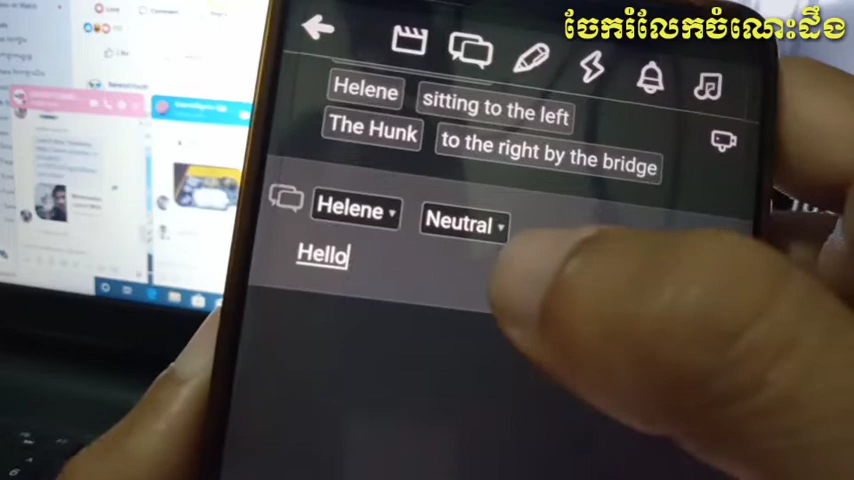 ចែករំលែកចំណេះដឹង
Helene sitting to the left
The Hunk to the right by the bridge
Helene Neutral
Hello